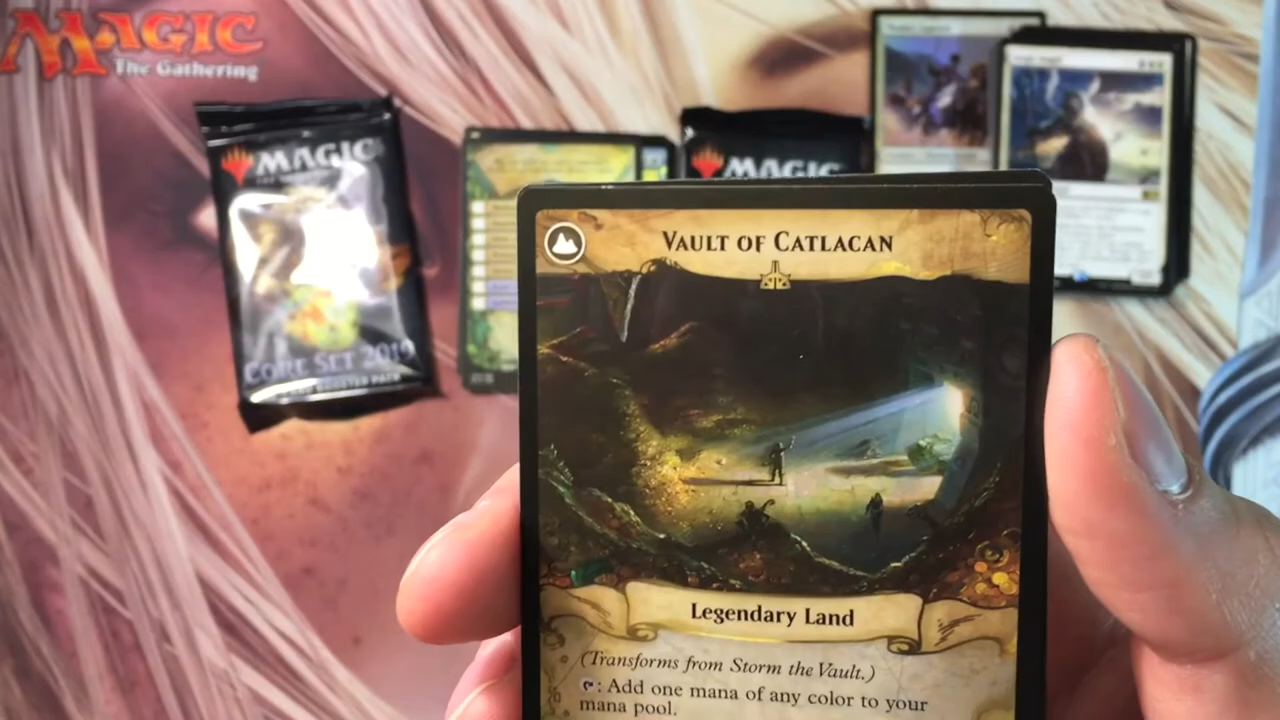 MAGIC
The Gathering
MAGIC
CORE SET 2019
MAGIC
VAULT OF CATLACAN
Legendary Land
(Transforms from Storm the Vault.)
: Add one mana of any color to your
mana pool.